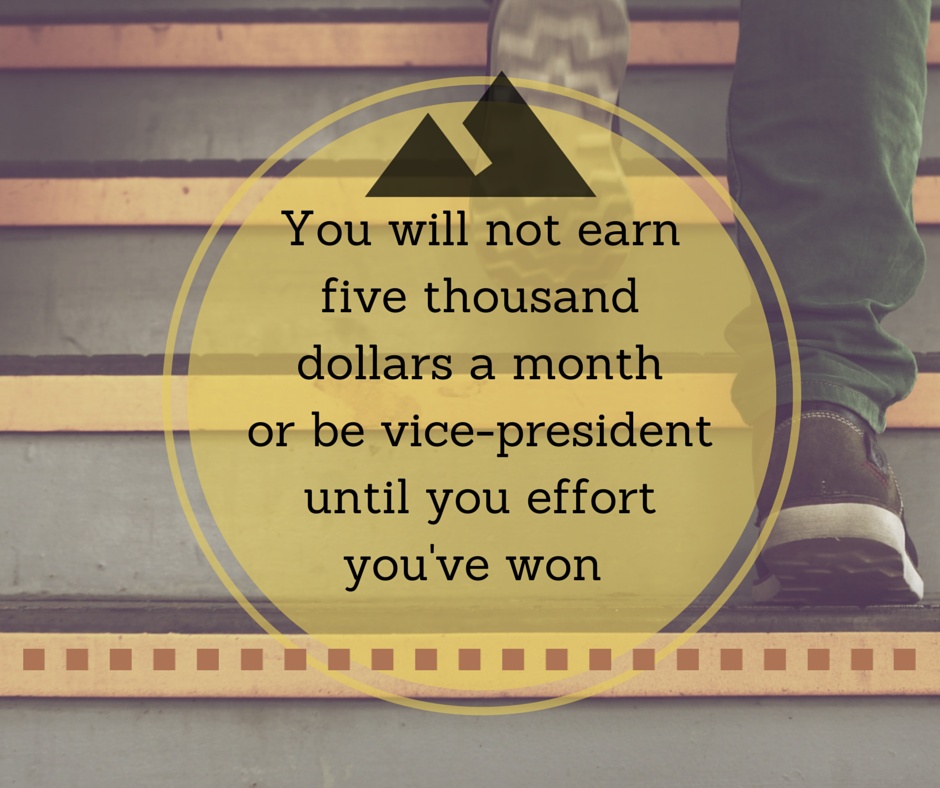 You will not earn
five thousand
dollars a month
or be vice-president
until you effort
you've won